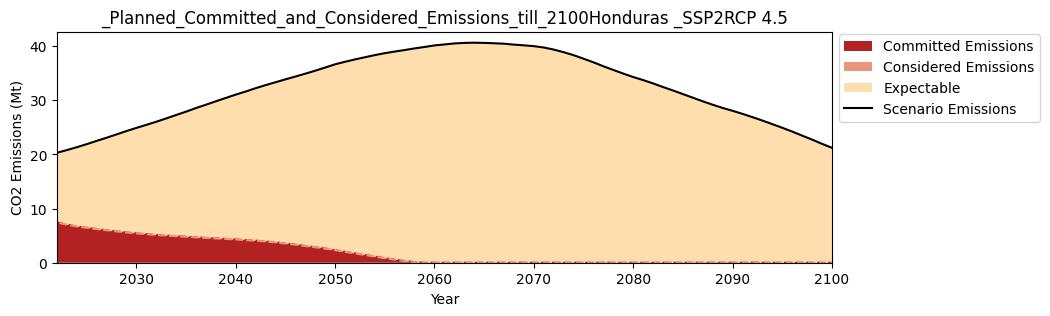 _Planned_Committed_and_Considered_Emissions_till_2100Honduras _SSP2RCP 4.5
40
30
20
10
0
CO2 Emissions (Mt)
2030 2040 2050 2060 2070 2080 2090 2100
Year
Committed Emissions
Considered Emissions
Expectable
Scenario Emissions